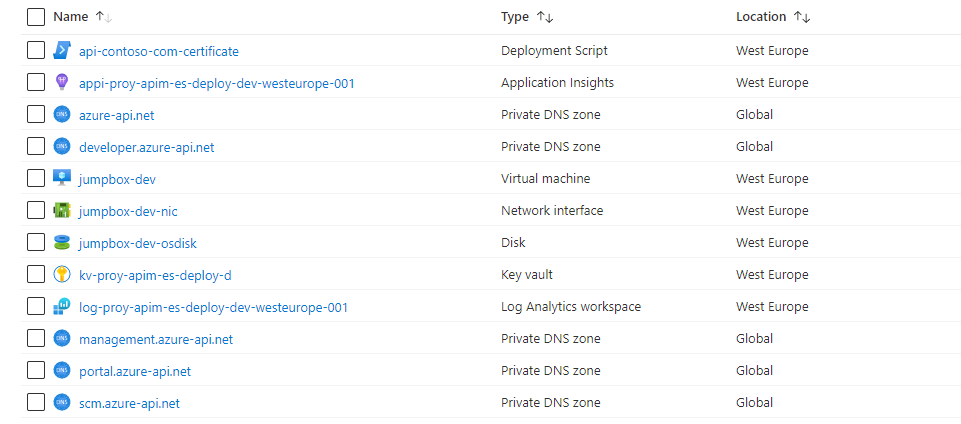 Name ↑↓ Type ↑↓ Location ↑↓
api-contoso-com-certificate Deployment Script West Europe
appi-proy-apim-es-deploy-dev-westeurope-001 Application Insights West Europe
DNS azure-api.net Private DNS zone Global
DNS developer.azure-api.net Private DNS zone Global
jumpbox-dev Virtual machine West Europe
jumpbox-dev-nic Network interface West Europe
jumpbox-dev-osdisk Disk West Europe
kv-proy-apim-es-deploy-d Key vault West Europe
log-proy-apim-es-deploy-dev-westeurope-001 Log Analytics workspace West Europe
DNS management.azure-api.net Private DNS zone Global
DNS portal.azure-api.net Private DNS zone Global
DNS scm.azure-api.net Private DNS zone Global